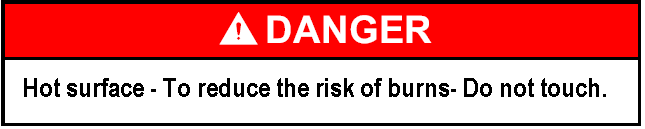 DANGER
Hot surface - To reduce the risk of burns- Do not touch.